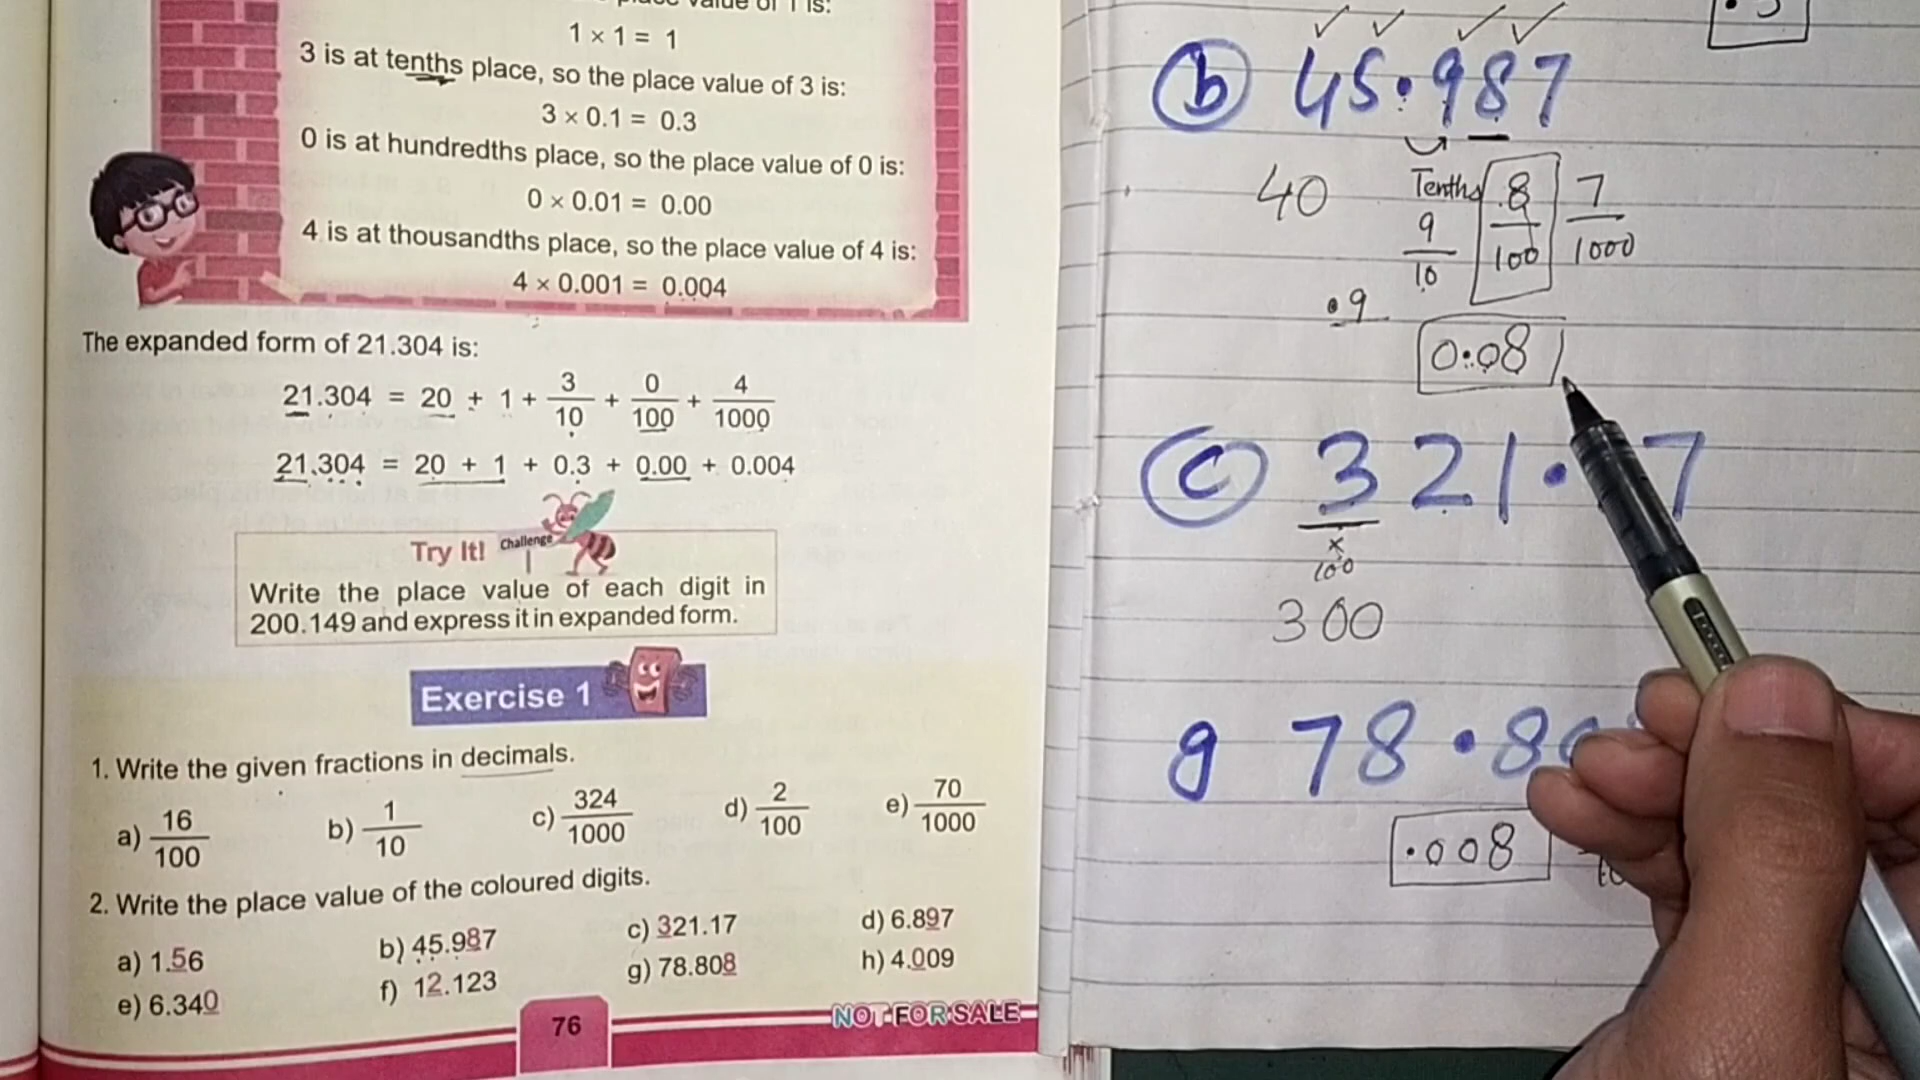 value of 1 is:
1 × 1 = 1
3 is at tenths place, so the place value of 3 is:
3 × 0.1 = 0.3
0 is at hundredths place, so the place value of 0 is:
0 × 0.01 = 0.00
4 is at thousandths place, so the place value of 4 is:
4 × 0.001 = 0.004
The expanded form of 21.304 is:
21.304 = 20 + 1 + 3/10 + 0/100 + 4/1000
21.304 = 20 + 1 + 0.3 + 0.00 + 0.004
Try It! Challenge
Write the place value of each digit in
200.149 and express it in expanded form.
Exercise 1
1. Write the given fractions in decimals.
a) 16/100 b) 1/10 c) 324/1000 d) 2/100 e) 70/1000
2. Write the place value of the coloured digits.
a) 1.56 b) 45.987 c) 321.17 d) 6.897
e) 6.340 f) 12.123 g) 78.808 h) 4.009
76
NOT FOR SALE
b 45.987
Tenths
40 9/10 8/100 7/1000
.9
0.08
c 321. 7
×
100
300
g 78.8
.008